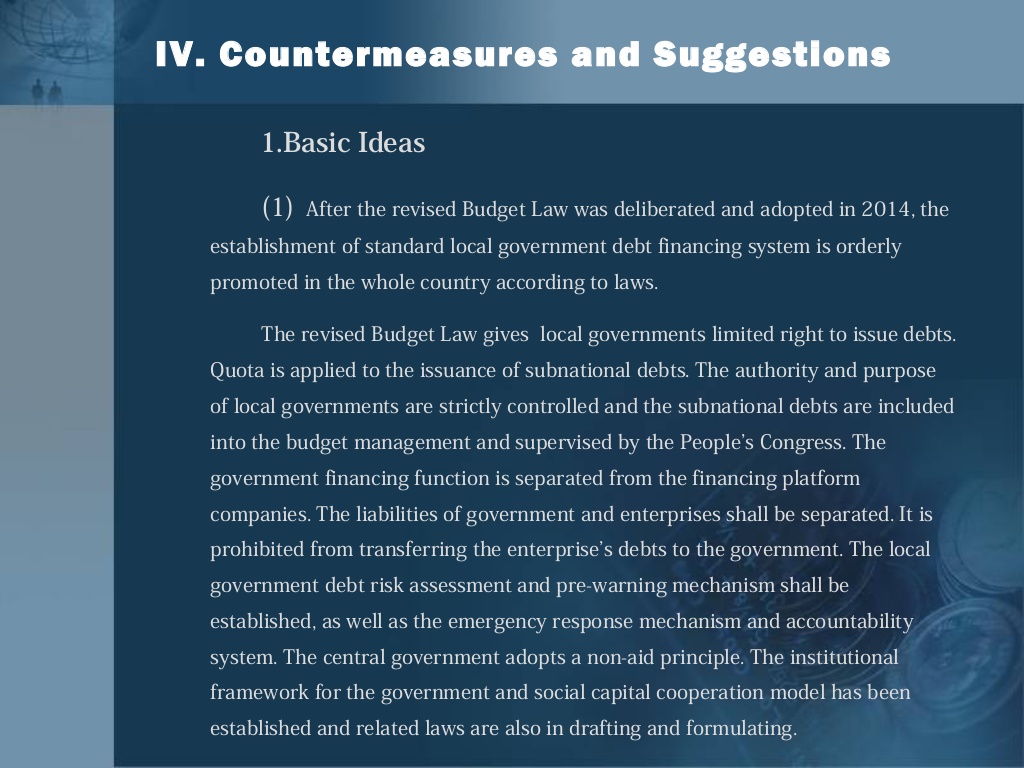 IV. Countermeasures and Suggestions
1.Basic Ideas
(1) After the revised Budget Law was deliberated and adopted in 2014, the
establishment of standard local government debt financing system is orderly
promoted in the whole country according to laws.
The revised Budget Law gives local governments limited right to issue debts.
Quota is applied to the issuance of subnational debts. The authority and purpose
of local governments are strictly controlled and the subnational debts are included
into the budget management and supervised by the People’s Congress. The
government financing function is separated from the financing platform
companies. The liabilities of government and enterprises shall be separated. It is
prohibited from transferring the enterprise’s debts to the government. The local
government debt risk assessment and pre-warning mechanism shall be
established, as well as the emergency response mechanism and accountability
system. The central government adopts a non-aid principle. The institutional
framework for the government and social capital cooperation model has been
established and related laws are also in drafting and formulating.